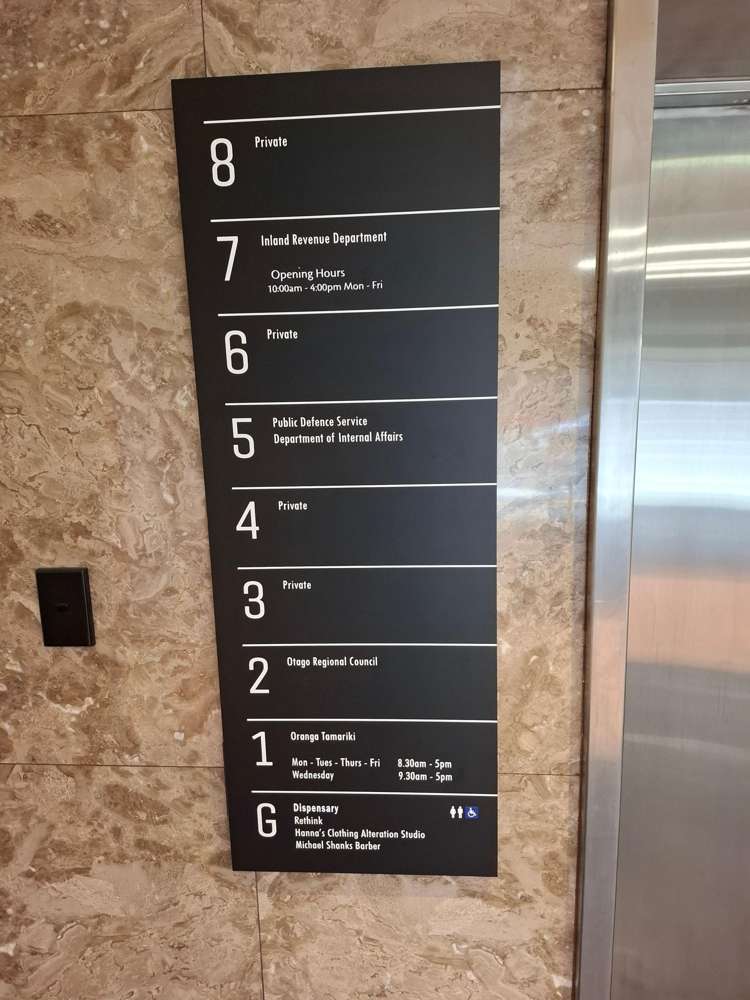 8 Private
7 Inland Revenue Department
Opening Hours
10:00am - 4:00pm Mon - Fri
6 Private
5 Public Defence Service
Department of Internal Affairs
4 Private
3 Private
2 Otago Regional Council
1 Oranga Tamariki
Mon - Tues - Thurs - Fri 8.30am - 5pm
Wednesday 9.30am - 5pm
G Dispensary
Rethink
Hanna's Clothing Alteration Studio
Michael Shanks Barber